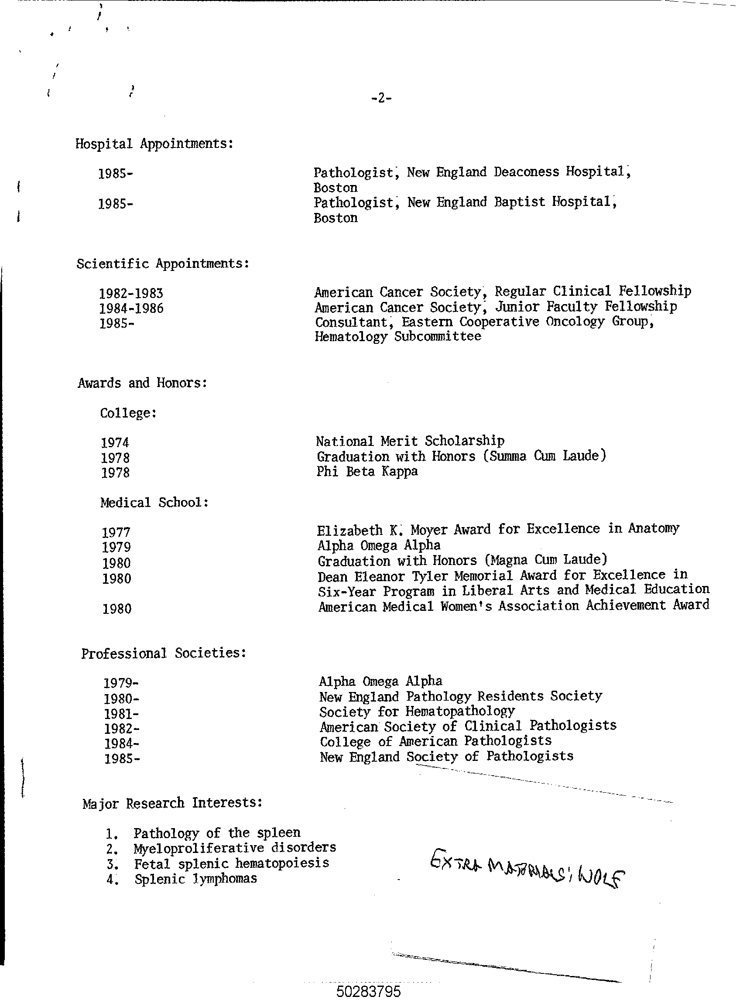 -2-
Hospital Appointments:
1985- Pathologist, New England Deaconess Hospital,
Boston
1985- Pathologist, New England Baptist Hospital,
Boston
Scientific Appointments:
1982-1983 American Cancer Society, Regular Clinical Fellowship
1984-1986 American Cancer Society, Junior Faculty Fellowship
1985- Consultant, Eastern Cooperative Oncology Group,
Hematology Subcommittee
Awards and Honors:
College:
1974 National Merit Scholarship
1978 Graduation with Honors (Summa Cum Laude)
1978 Phi Beta Kappa
Medical School:
1977 Elizabeth K. Moyer Award for Excellence in Anatomy
1979 Alpha Omega Alpha
1980 Graduation with Honors (Magna Cum Laude)
1980 Dean Eleanor Tyler Memorial Award for Excellence in
Six-Year Program in Liberal Arts and Medical Education
1980 American Medical Women's Association Achievement Award
Professional Societies:
1979- Alpha Omega Alpha
1980- New England Pathology Residents Society
1981- Society for Hematopathology
1982- American Society of Clinical Pathologists
1984- College of American Pathologists
1985- New England Society of Pathologists
Major Research Interests:
1. Pathology of the spleen
2. Myeloproliferative disorders
3. Fetal splenic hematopoiesis
4. Splenic lymphomas
EXTRA MATERIALS: WOLF
50283795